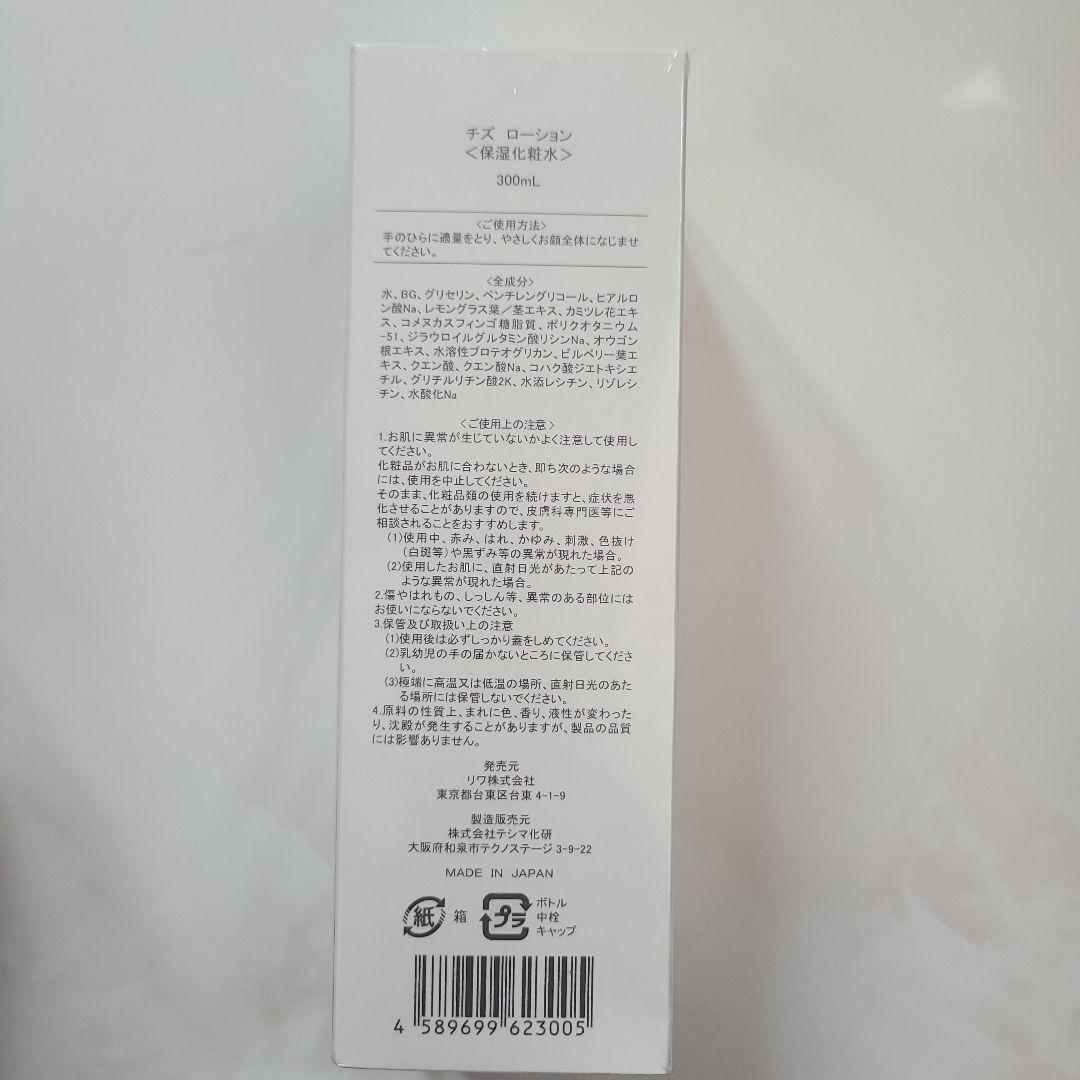 チズ ローション
＜保湿化粧水＞
300mL
＜ご使用方法＞
手のひらに適量をとり、やさしくお顔全体になじませ
てください。
＜全成分＞
水、BG、グリセリン、ペンチレングリコール、ヒアルロ
ン酸Na、レモングラス葉／茎エキス、カミツレ花エキ
ス、コメヌカスフィンゴ糖脂質、ポリクオタニウム
-51、ジラウロイルグルタミン酸リシンNa、オウゴン
根エキス、水溶性プロテオグリカン、ビルベリー葉エ
キス、クエン酸、クエン酸Na、コハク酸ジエトキシエ
チル、グリチルリチン酸2K、水添レシチン、リゾレシ
チン、水酸化Na
＜ご使用上の注意＞
1.お肌に異常が生じていないかよく注意して使用し
てください。
化粧品がお肌に合わないとき、即ち次のような場合
には、使用を中止してください。
そのまま、化粧品類の使用を続けますと、症状を悪
化させることがありますので、皮膚科専門医等にご
相談されることをおすすめします。
(1)使用中、赤み、はれ、かゆみ、刺激、色抜け
（白斑等）や黒ずみ等の異常が現れた場合。
(2)使用したお肌に、直射日光があたって上記の
ような異常が現れた場合。
2.傷やはれもの、しっしん等、異常のある部位には
お使いにならないでください。
3.保管及び取扱い上の注意
(1)使用後は必ずしっかり蓋をしめてください。
(2)乳幼児の手の届かないところに保管してくださ
い。
(3)極端に高温又は低温の場所、直射日光のあた
る場所には保管しないでください。
4.原料の性質上、まれに色、香り、液性が変わった
り、沈殿が発生することがありますが、製品の品質
には影響ありません。
発売元
リワ株式会社
東京都台東区台東 4-1-9
製造販売元
株式会社テシマ化研
大阪府和泉市テクノステージ 3-9-22
MADE IN JAPAN
紙 箱
プラ ボトル
中栓
キャップ
4 589699 623005